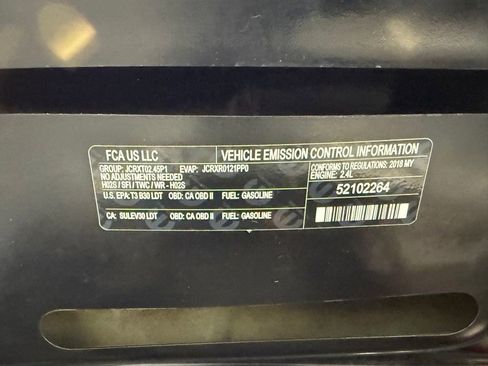 FCA US LLC
VEHICLE EMISSION CONTROL INFORMATION
GROUP: JCRXT02.45P1 EVAP: JCRXR0121PP0
NO ADJUSTMENTS NEEDED
H02S / SFI / TWC / WR - H02S
CONFORMS TO REGULATIONS: 2018 MY
ENGINE: 2.4L
U.S. EPA: T3 B30 LDT OBD: CA OBD II FUEL: GASOLINE
CA: SULEV30 LDT OBD: CA OBD II FUEL: GASOLINE
52102264